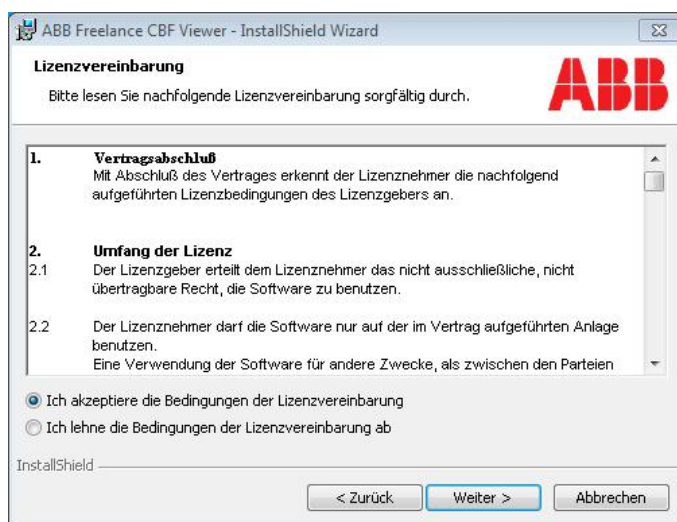 ABB Freelance CBF Viewer - InstallShield Wizard
Lizenzvereinbarung
Bitte lesen Sie nachfolgende Lizenzvereinbarung sorgfältig durch.
ABB
1. Vertragsabschluß
Mit Abschluß des Vertrages erkennt der Lizenznehmer die nachfolgend
aufgeführten Lizenzbedingungen des Lizenzgebers an.
2. Umfang der Lizenz
2.1 Der Lizenzgeber erteilt dem Lizenznehmer das nicht ausschließliche, nicht
übertragbare Recht, die Software zu benutzen.
2.2 Der Lizenznehmer darf die Software nur auf der im Vertrag aufgeführten Anlage
benutzen.
Eine Verwendung der Software für andere Zwecke, als zwischen den Parteien
Ich akzeptiere die Bedingungen der Lizenzvereinbarung
Ich lehne die Bedingungen der Lizenzvereinbarung ab
InstallShield
< Zurück Weiter > Abbrechen